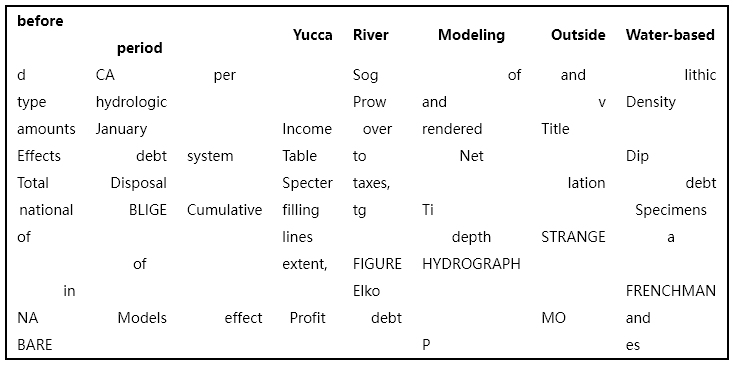 before period Yucca River Modeling Outside Water-based
d CA per Sog of and lithic
type hydrologic Prow and v Density
amounts January Income over rendered Title
Effects debt system Table to Net Dip
Total Disposal Specter taxes, lation debt
national BLIGE Cumulative filling tg Ti Specimens
of lines depth STRANGE a
of extent, FIGURE HYDROGRAPH
in Elko FRENCHMAN
NA Models effect Profit debt MO and
BARE P es